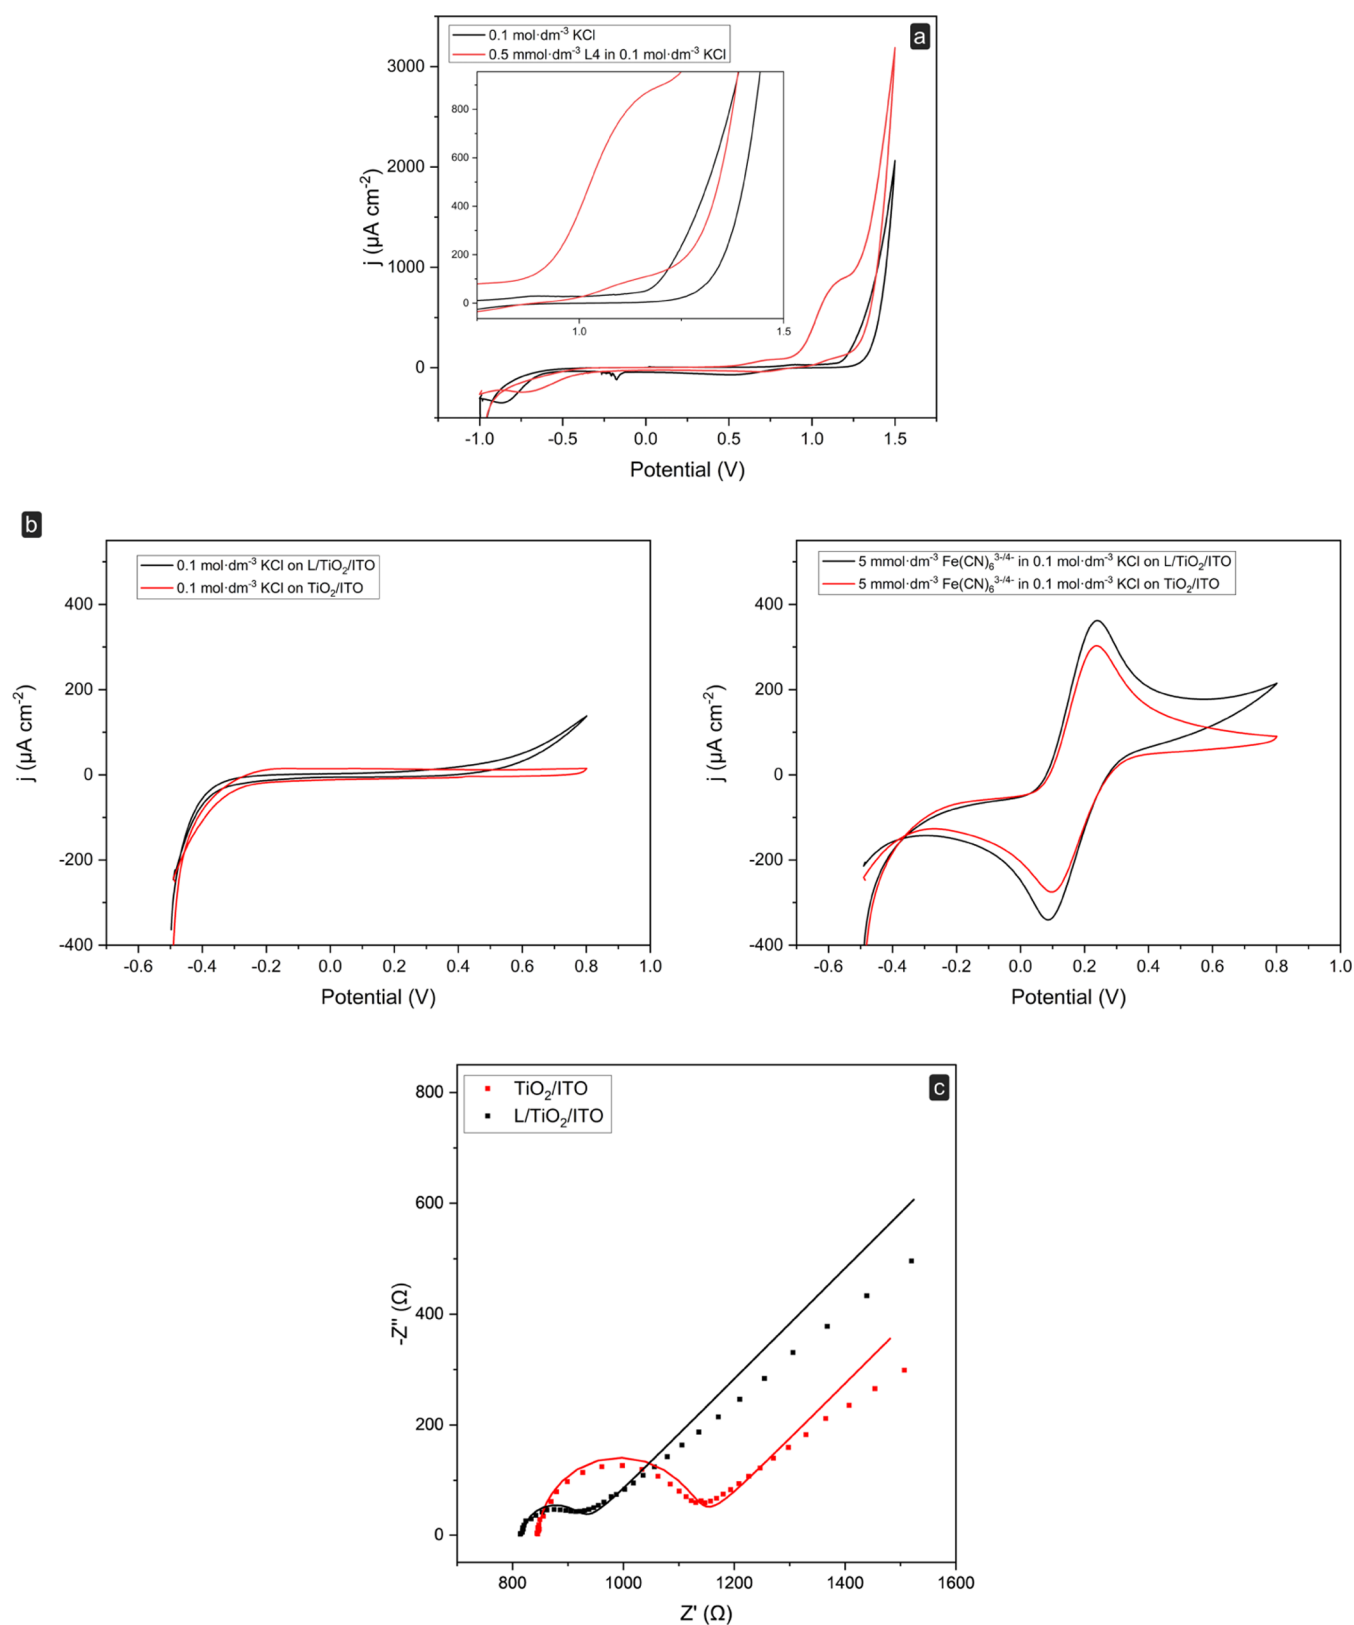 a
0.1 mol·dm⁻³ KCl
0.5 mmol·dm⁻³ L4 in 0.1 mol·dm⁻³ KCl
3000
2000
1000
0
j (µA cm⁻²)
800
600
400
200
0
1.0
1.5
-1.0
-0.5
0.0
0.5
1.0
1.5
Potential (V)
b
0.1 mol·dm⁻³ KCl on L/TiO₂/ITO
0.1 mol·dm⁻³ KCl on TiO₂/ITO
400
200
0
-200
-400
j (µA cm⁻²)
-0.6
-0.4
-0.2
0.0
0.2
0.4
0.6
0.8
1.0
Potential (V)
5 mmol·dm⁻³ Fe(CN)₆³⁻/⁴⁻ in 0.1 mol·dm⁻³ KCl on L/TiO₂/ITO
5 mmol·dm⁻³ Fe(CN)₆³⁻/⁴⁻ in 0.1 mol·dm⁻³ KCl on TiO₂/ITO
400
200
0
-200
-400
j (µA cm⁻²)
-0.6
-0.4
-0.2
0.0
0.2
0.4
0.6
0.8
1.0
Potential (V)
c
TiO₂/ITO
L/TiO₂/ITO
800
600
400
200
0
-Z'' (Ω)
800
1000
1200
1400
1600
Z' (Ω)